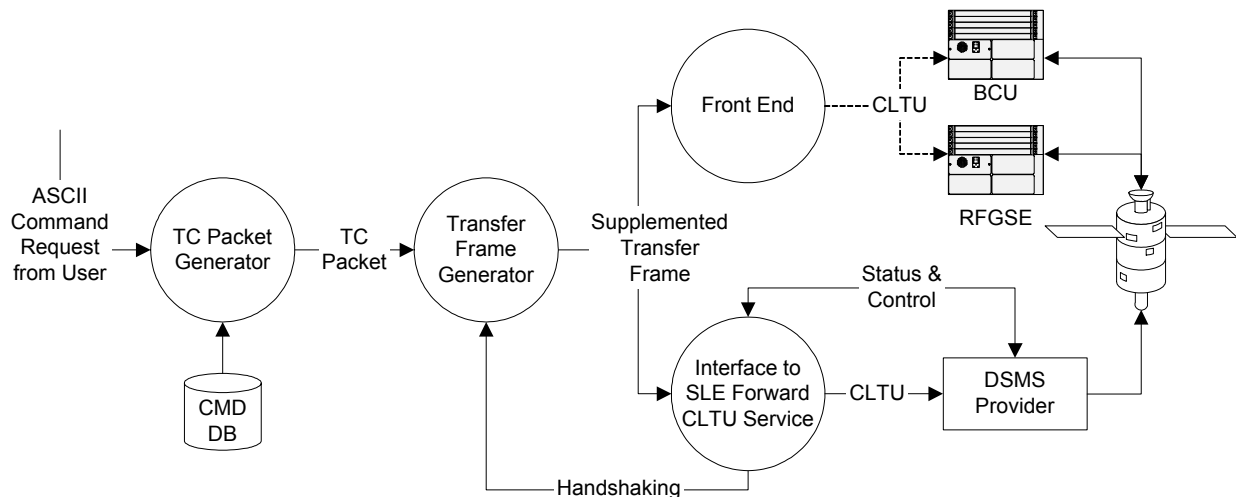 ASCII
Command
Request
from User
TC Packet
Generator
CMD
DB
TC
Packet
Transfer
Frame
Generator
Supplemented
Transfer
Frame
Front End
CLTU
BCU
RFGSE
Status &
Control
Interface to
SLE Forward
CLTU Service
CLTU
DSMS
Provider
Handshaking